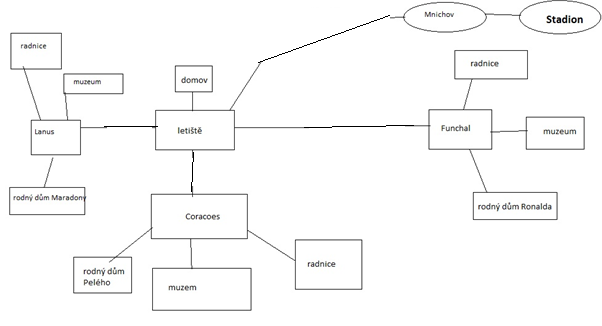 Mnichov
Stadion
radnice
radnice
muzeum
domov
Lanus
letiště
Funchal
muzeum
rodný dům Maradony
rodný dům Ronalda
Coracoes
rodný dům
Pelého
muzem
radnice